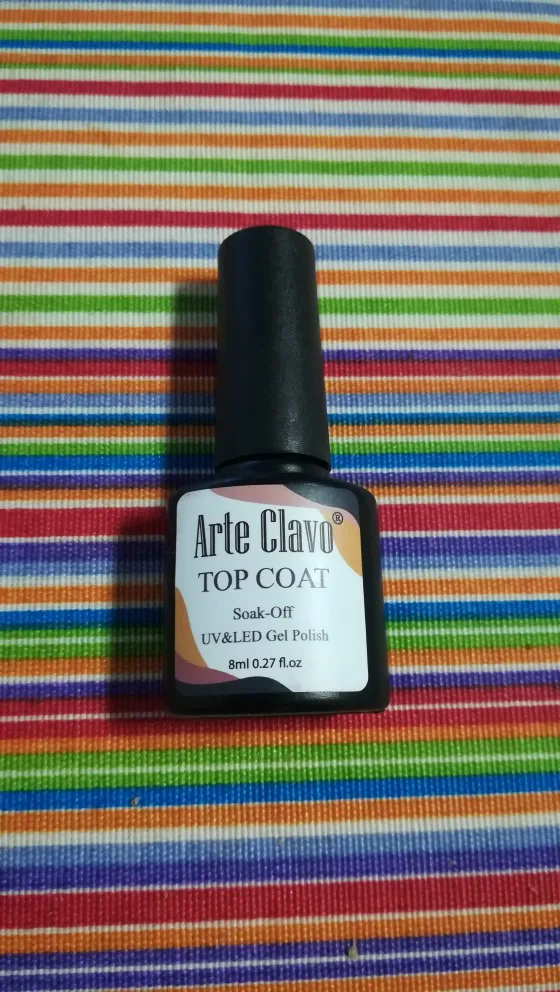 Arte Clavo®
TOP COAT
Soak-Off
UV&LED Gel Polish
8ml 0.27 fl.oz